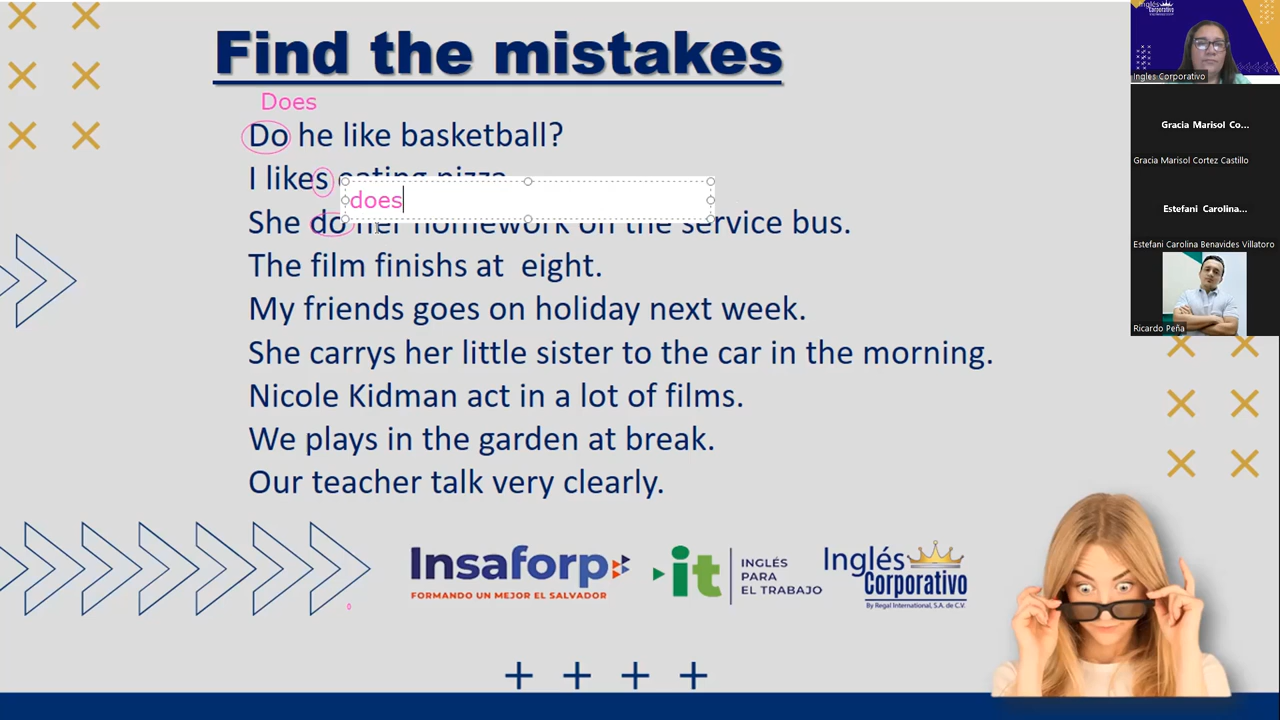 Find the mistakes
Does
Do he like basketball?
I likes eating pizza
does
She do her homework on the service bus.
The film finishs at eight.
My friends goes on holiday next week.
She carrys her little sister to the car in the morning.
Nicole Kidman act in a lot of films.
We plays in the garden at break.
Our teacher talk very clearly.
Insaforp
FORMANDO UN MEJOR EL SALVADOR
it
INGLÉS
PARA
EL TRABAJO
Inglés
Corporativo
By Regal International, S.A. de C.V.
Inglés
Corporativo
Ingles Corporativo
Gracia Marisol Co...
Gracia Marisol Cortez Castillo
Estefani Carolina...
Estefani Carolina Benavides Villatoro
Ricardo Peña